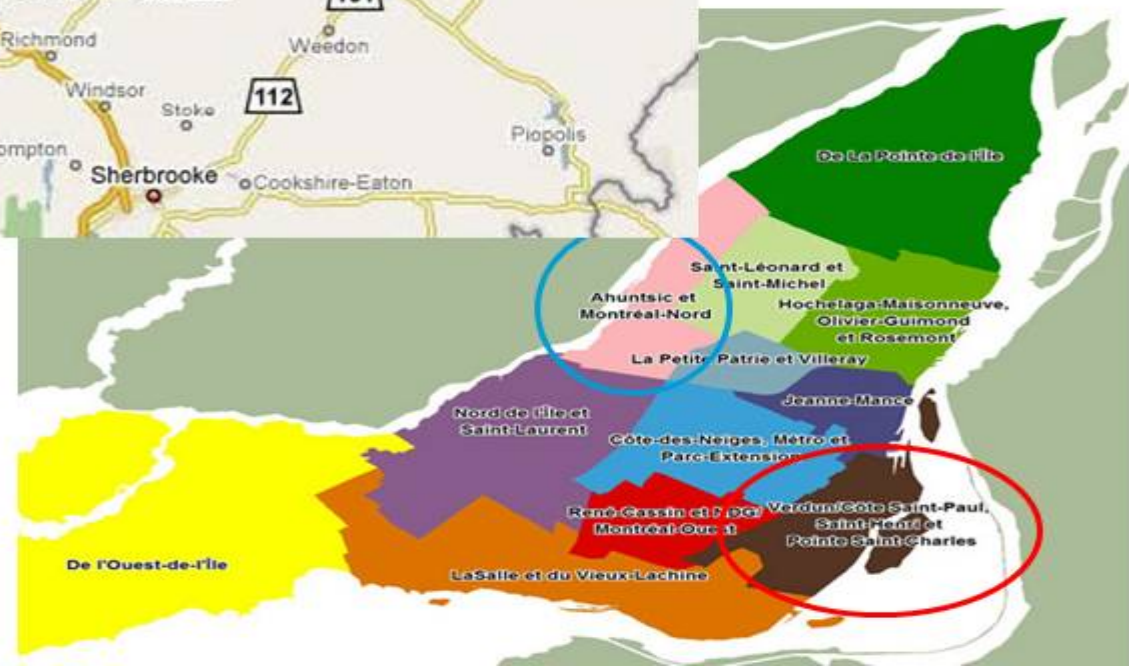 Richmond
Weedon
Windsor
Stoke
112
Piopolis
ompton
Sherbrooke
Cookshire-Eaton
De La Pointe-de-l'Île
Saint-Léonard et
Saint-Michel
Ahuntsic et
Montréal-Nord
Hochelaga-Maisonneuve,
Olivier-Guimond
et Rosemont
La Petite Patrie et Villeray
Jeanne-Mance
Nord de l'Île et
Saint-Laurent
Côte-des-Neiges, Métro et
Parc-Extension
René-Cassin et NDG/
Montréal-Ouest
Verdun/Côte Saint-Paul,
Saint-Henri et
Pointe Saint-Charles
De l'Ouest-de-l'Île
LaSalle et du Vieux-Lachine